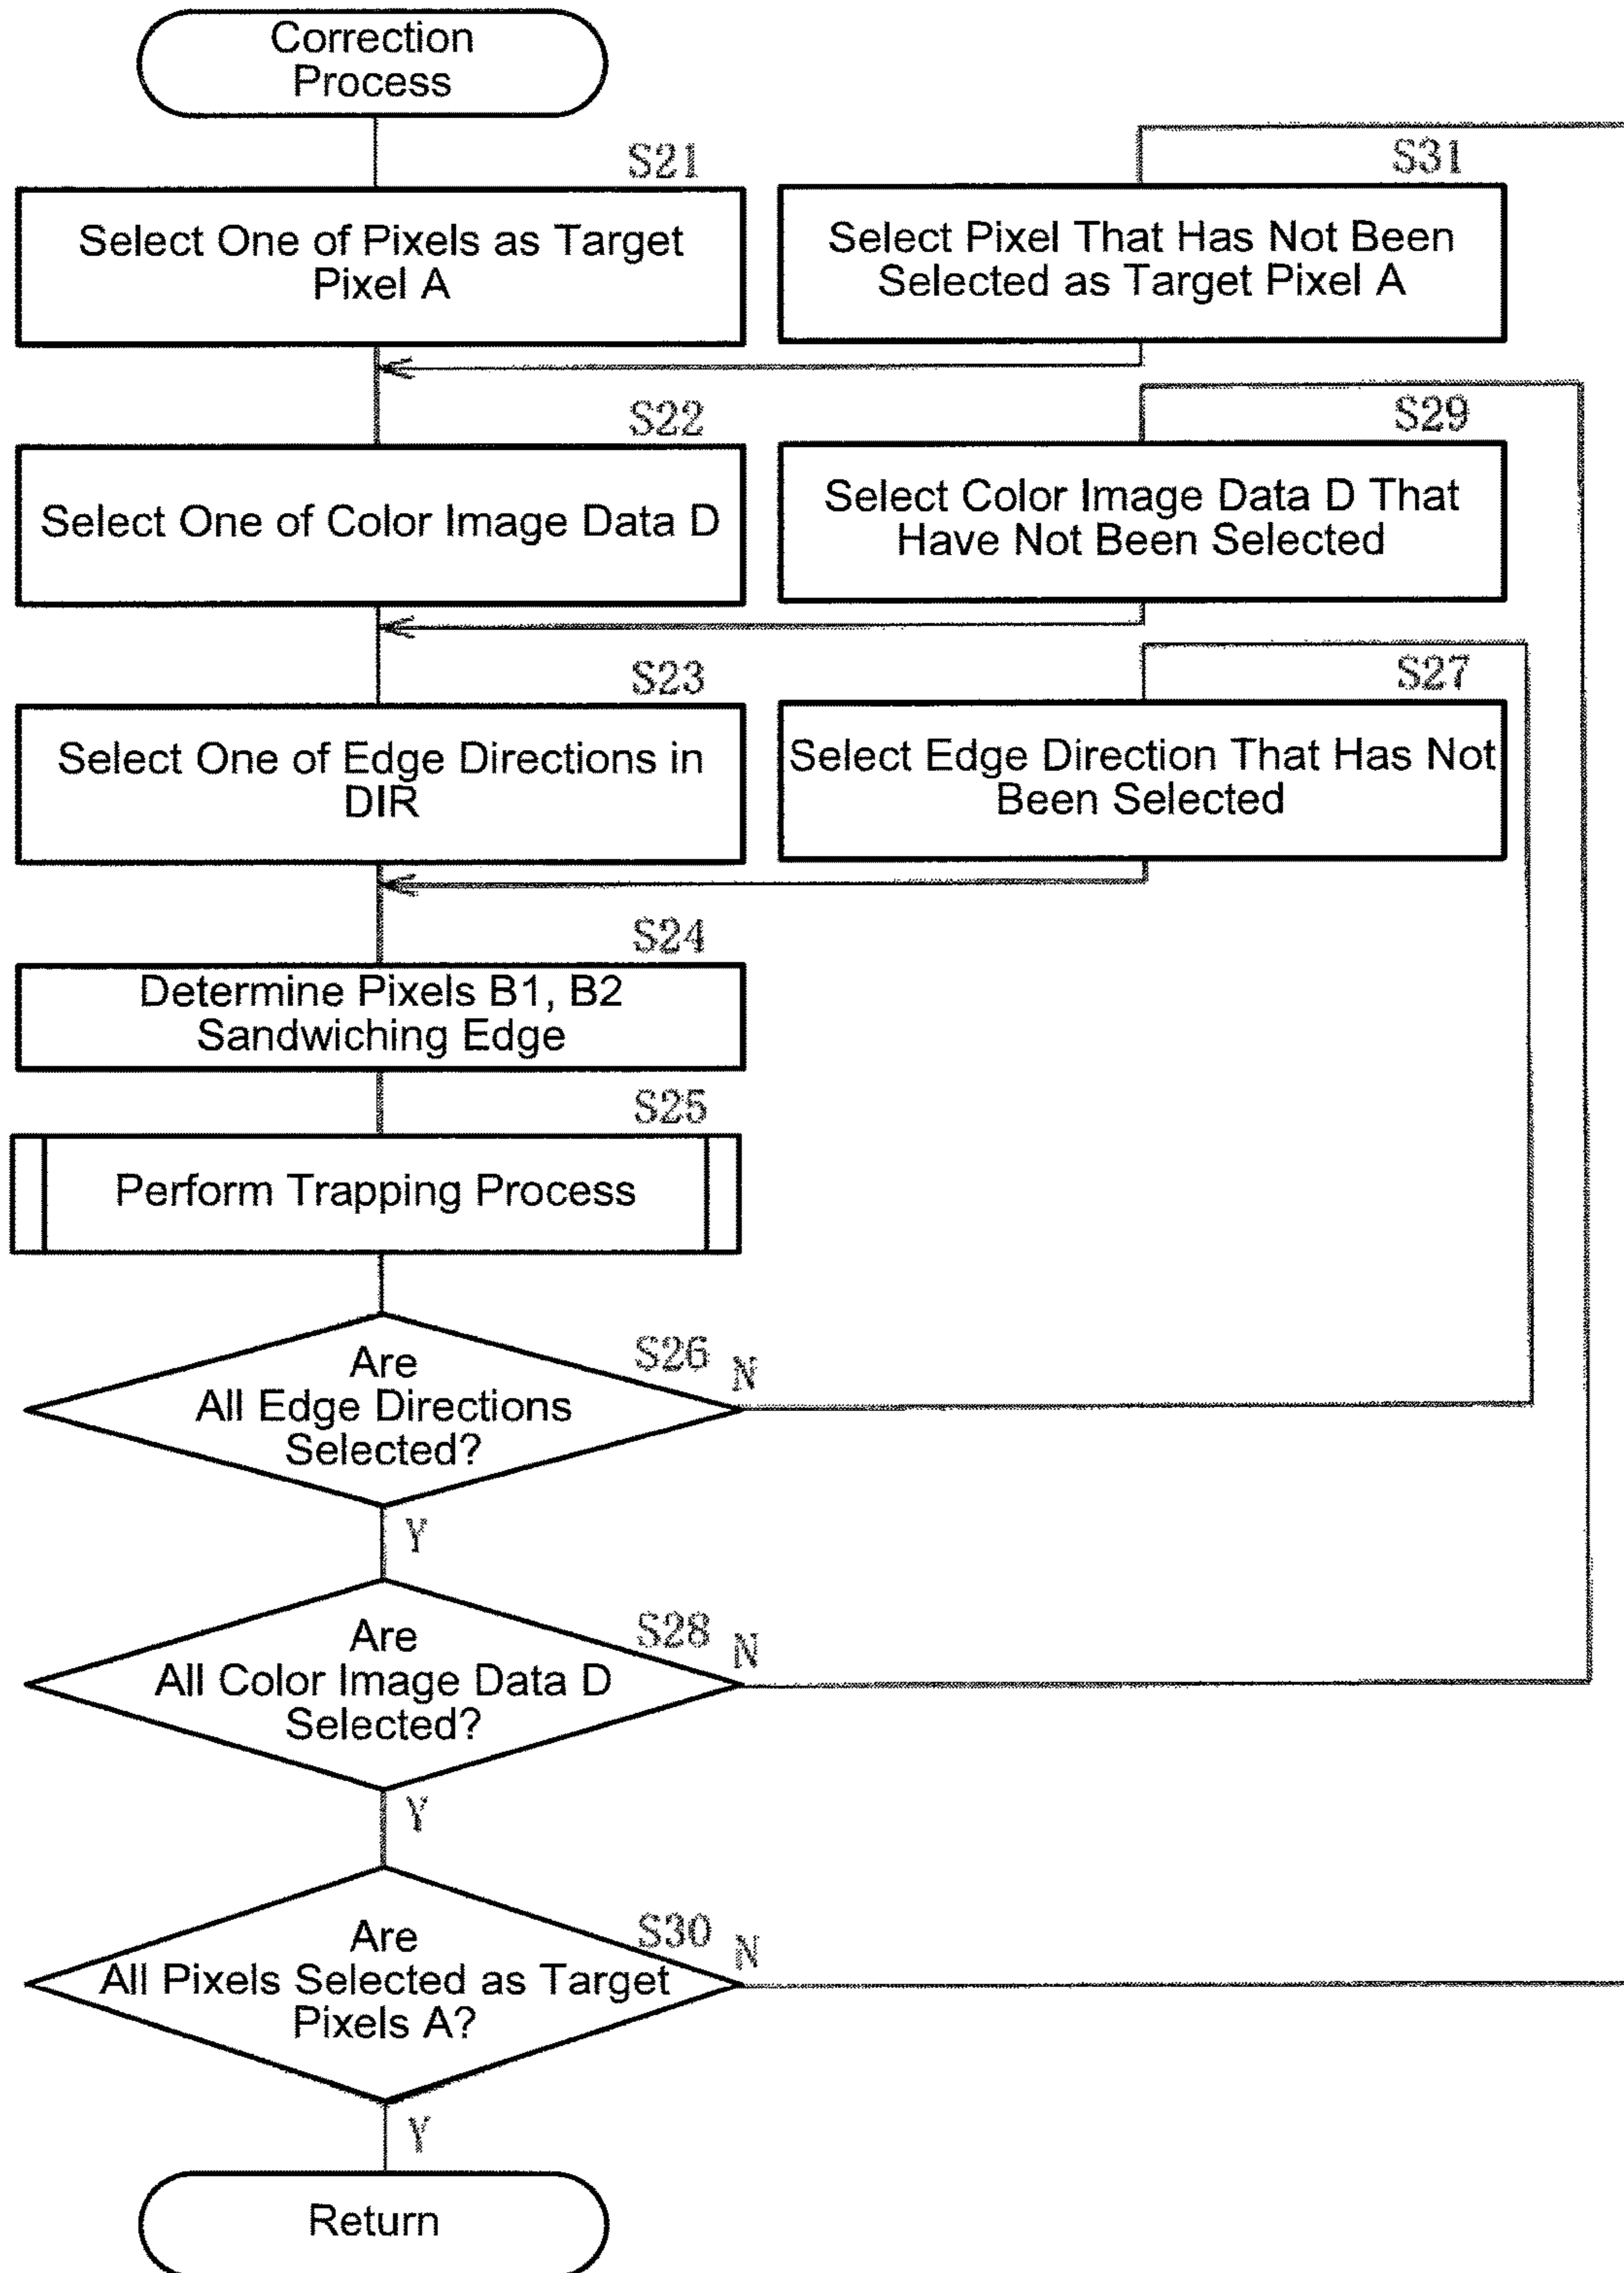 Correction
Process
S21
Select One of Pixels as Target
Pixel A
S31
Select Pixel That Has Not Been
Selected as Target Pixel A
S22
Select One of Color Image Data D
S29
Select Color Image Data D That
Have Not Been Selected
S23
Select One of Edge Directions in
DIR
S27
Select Edge Direction That Has Not
Been Selected
S24
Determine Pixels B1, B2
Sandwiching Edge
S25
Perform Trapping Process
S26
Are
All Edge Directions
Selected?
N
Y
S28
Are
All Color Image Data D
Selected?
N
Y
S30
Are
All Pixels Selected as Target
Pixels A?
N
Y
Return